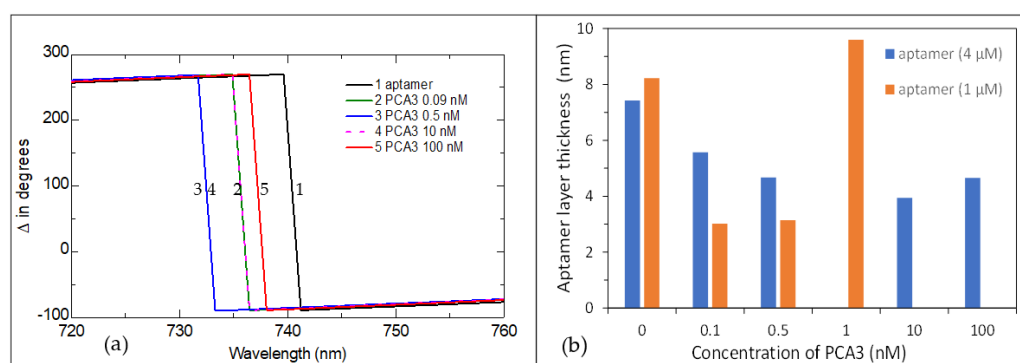 300
200
100
0
-100
Δ in degrees
720
730
740
750
760
Wavelength (nm)
1 aptamer
2 PCA3 0.09 nM
3 PCA3 0.5 nM
4 PCA3 10 nM
5 PCA3 100 nM
3 4 2 5 1
(a)
10
8
6
4
2
0
Aptamer layer thickness (nm)
aptamer (4 μM)
aptamer (1 μM)
0
0.1
0.5
1
10
100
Concentration of PCA3 (nM)
(b)